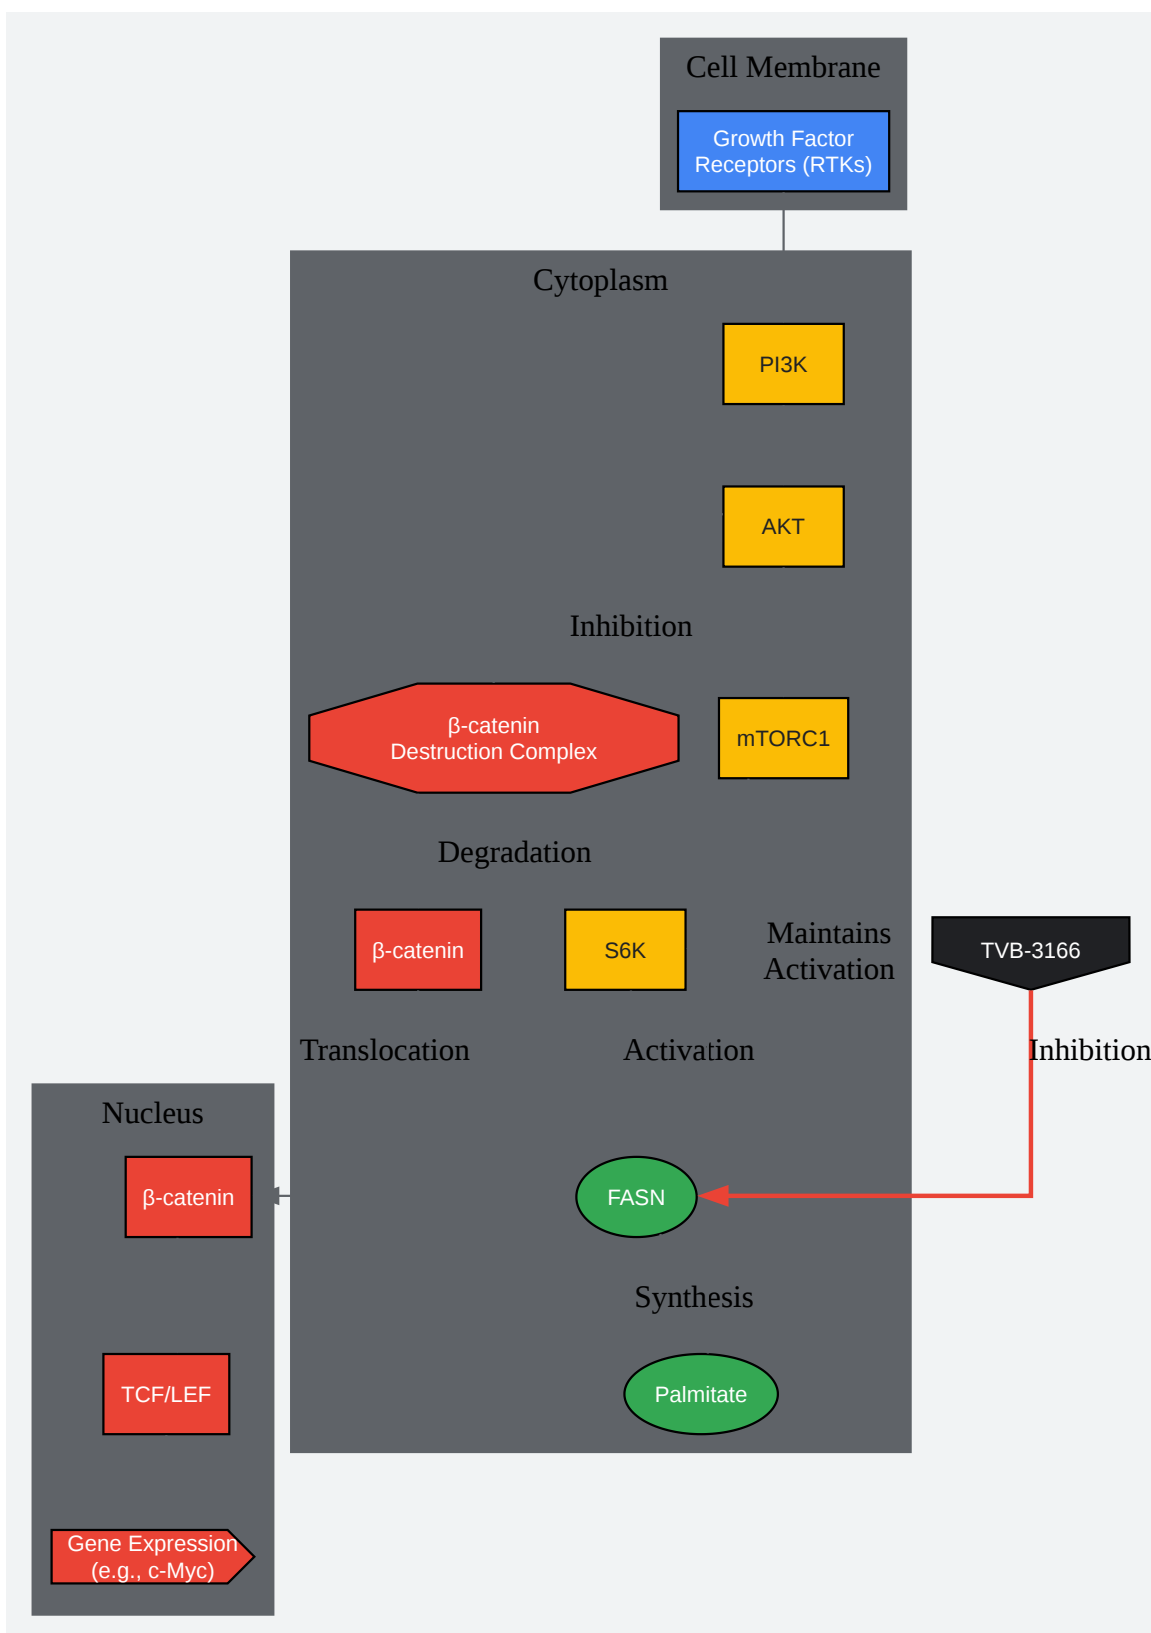 Cell Membrane
Growth Factor
Receptors (RTKs)
Cytoplasm
PI3K
AKT
Inhibition
β-catenin
Destruction Complex
mTORC1
Degradation
β-catenin
S6K
Maintains
Activation
TVB-3166
Translocation
Activation
Inhibition
Nucleus
β-catenin
FASN
Synthesis
TCF/LEF
Palmitate
Gene Expression
(e.g., c-Myc)